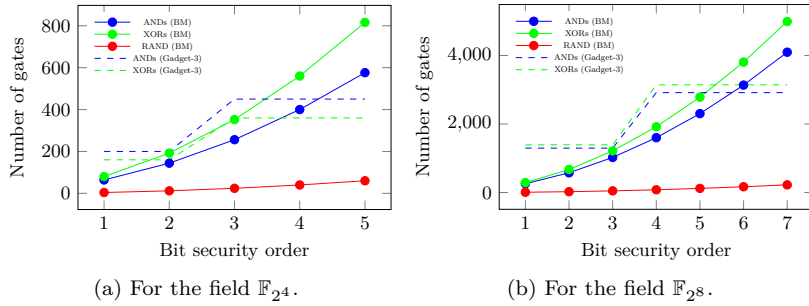 ANDs (BM)
XORs (BM)
RAND (BM)
ANDs (Gadget-3)
XORs (Gadget-3)
Number of gates
800
600
400
200
0
1 2 3 4 5
Bit security order
(a) For the field 𝔽₂⁴.
ANDs (BM)
XORs (BM)
RAND (BM)
ANDs (Gadget-3)
XORs (Gadget-3)
Number of gates
4,000
2,000
0
1 2 3 4 5 6 7
Bit security order
(b) For the field 𝔽₂⁸.